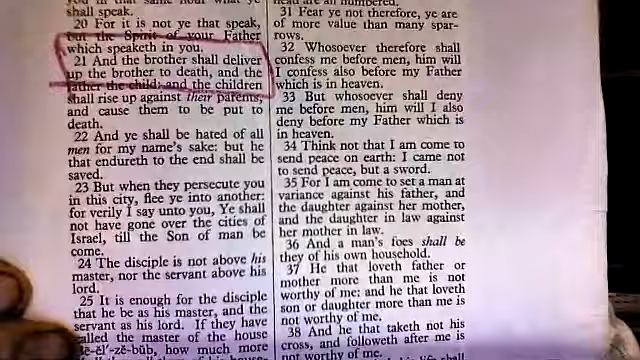 you in that same hour what ye
shall speak.
20 For it is not ye that speak,
but the Spirit of your Father
which speaketh in you.
21 And the brother shall deliver
up the brother to death, and the
father the child: and the children
shall rise up against their parents,
and cause them to be put to
death.
22 And ye shall be hated of all
men for my name's sake: but he
that endureth to the end shall be
saved.
23 But when they persecute you
in this city, flee ye into another:
for verily I say unto you, Ye shall
not have gone over the cities of
Israel, till the Son of man be
come.
24 The disciple is not above his
master, nor the servant above his
lord.
25 It is enough for the disciple
that he be as his master, and the
servant as his lord. If they have
called the master of the house
how much more
head are all numbered.
31 Fear ye not therefore, ye are
of more value than many spar-
rows.
32 Whosoever therefore shall
confess me before men, him will
I confess also before my Father
which is in heaven.
33 But whosoever shall deny
me before men, him will I also
deny before my Father which is
in heaven.
34 Think not that I am come to
send peace on earth: I came not
to send peace, but a sword.
35 For I am come to set a man at
variance against his father, and
the daughter against her mother,
and the daughter in law against
her mother in law.
36 And a man's foes shall be
they of his own household.
37 He that loveth father or
mother more than me is not
worthy of me: and he that loveth
son or daughter more than me is
not worthy of me.
38 And he that taketh not his
cross, and followeth after me is
not worthy of me.